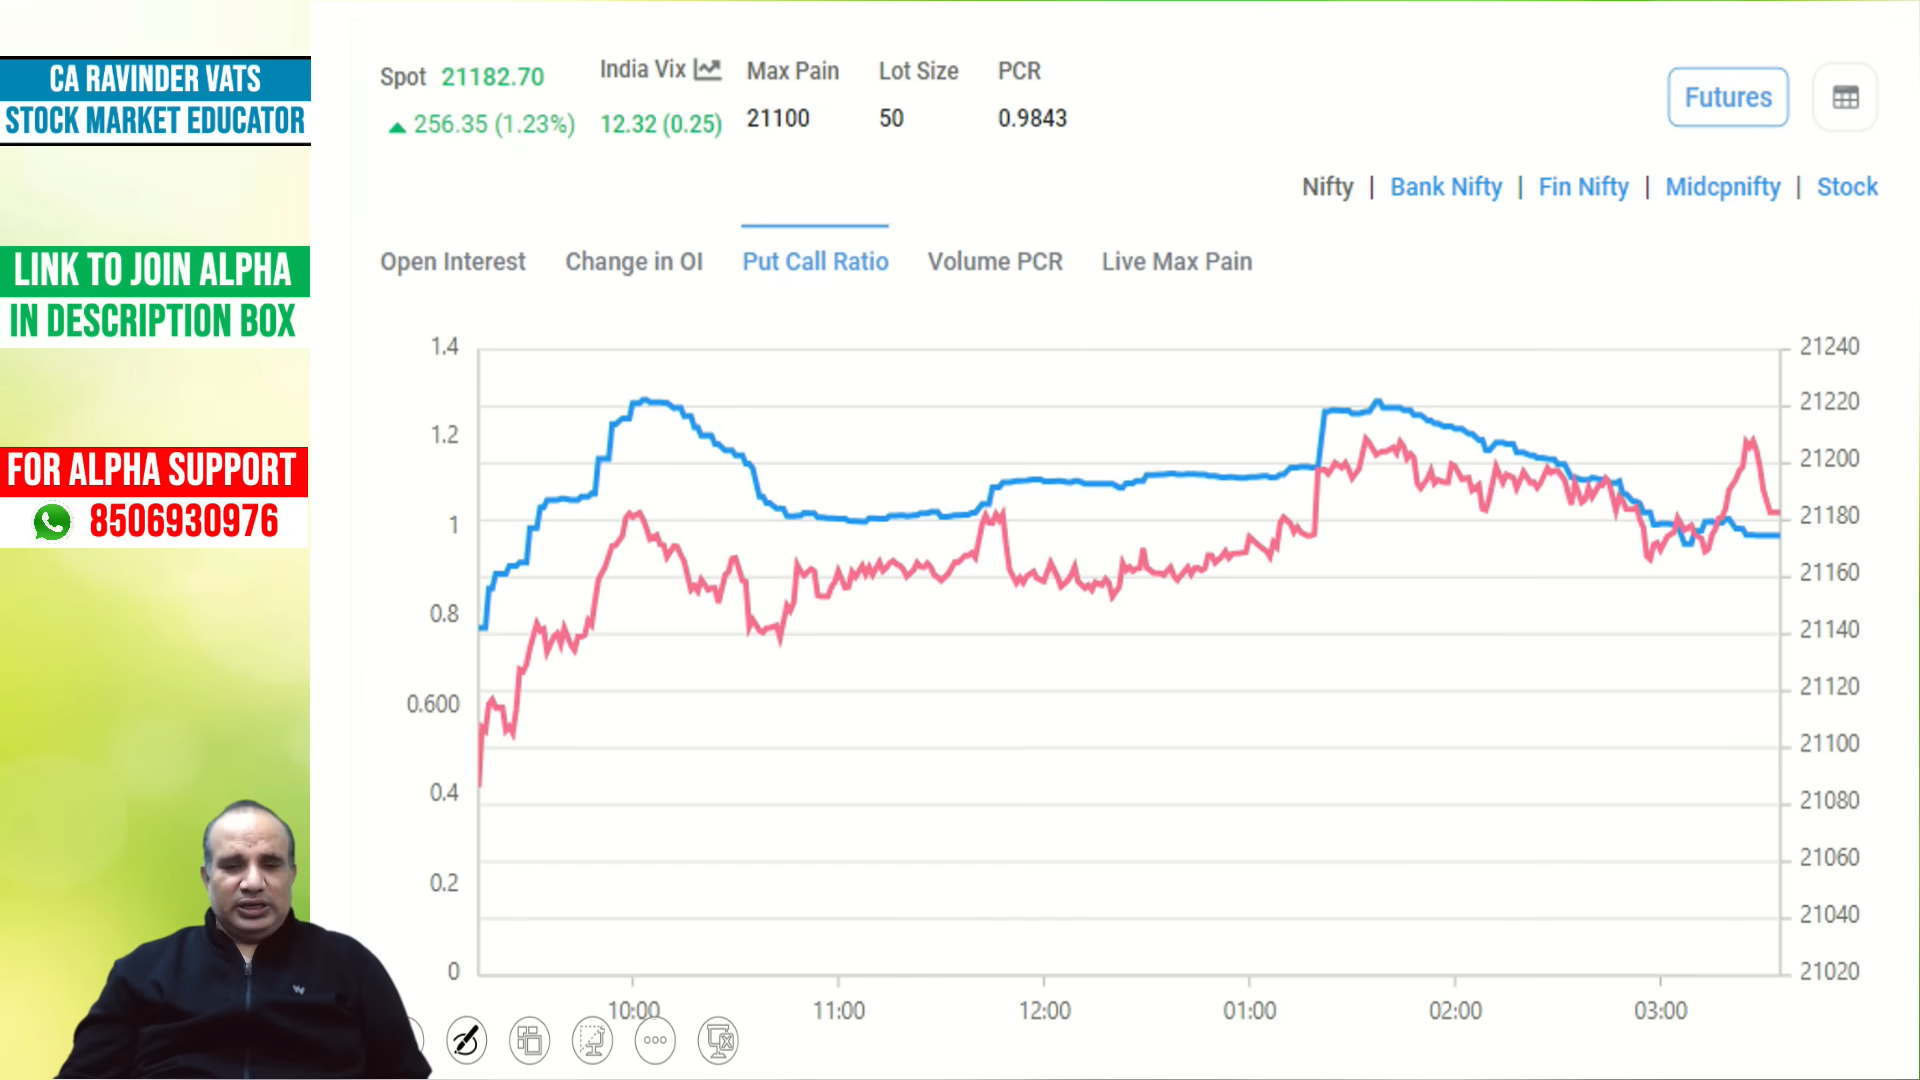 CA RAVINDER VATS
STOCK MARKET EDUCATOR
LINK TO JOIN ALPHA
IN DESCRIPTION BOX
FOR ALPHA SUPPORT
8506930976
Spot 21182.70
256.35 (1.23%)
India Vix
12.32 (0.25)
Max Pain
21100
Lot Size
50
PCR
0.9843
Futures
Nifty | Bank Nifty | Fin Nifty | Midcpnifty | Stock
Open Interest Change in OI Put Call Ratio Volume PCR Live Max Pain
1.4
1.2
1
0.8
0.600
0.4
0.2
0
21240
21220
21200
21180
21160
21140
21120
21100
21080
21060
21040
21020
10:00 11:00 12:00 01:00 02:00 03:00